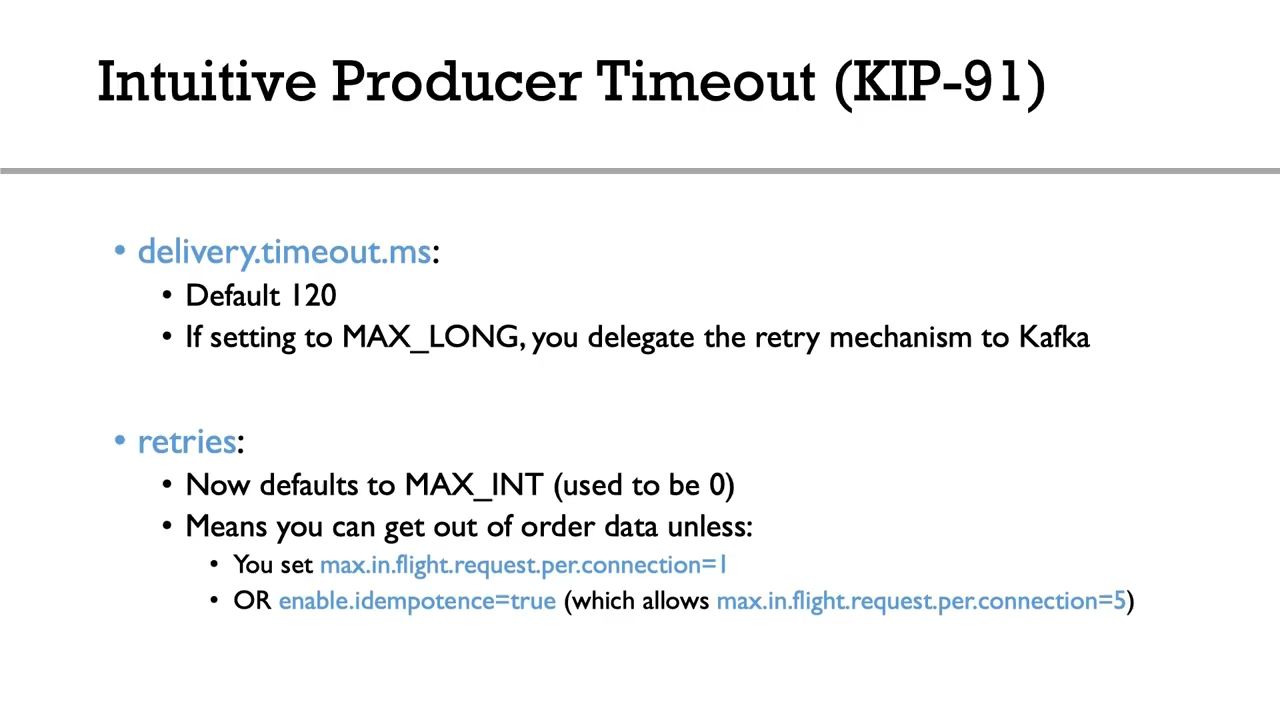 Intuitive Producer Timeout (KIP-91)
• delivery.timeout.ms:
• Default 120
• If setting to MAX_LONG, you delegate the retry mechanism to Kafka
• retries:
• Now defaults to MAX_INT (used to be 0)
• Means you can get out of order data unless:
• You set max.in.flight.request.per.connection=1
• OR enable.idempotence=true (which allows max.in.flight.request.per.connection=5)